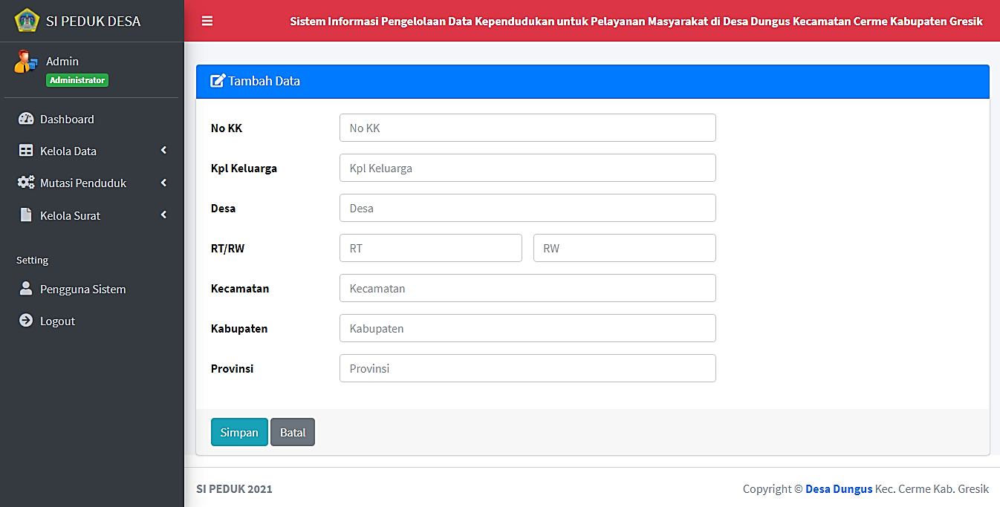 SI PEDUK DESA
Sistem Informasi Pengelolaan Data Kependudukan untuk Pelayanan Masyarakat di Desa Dungus Kecamatan Cerme Kabupaten Gresik
Admin
Administrator
Dashboard
Kelola Data
Mutasi Penduduk
Kelola Surat
Setting
Pengguna Sistem
Logout
Tambah Data
No KK No KK
Kpl Keluarga Kpl Keluarga
Desa Desa
RT/RW RT RW
Kecamatan Kecamatan
Kabupaten Kabupaten
Provinsi Provinsi
Simpan Batal
SI PEDUK 2021 Copyright © Desa Dungus Kec. Cerme Kab. Gresik